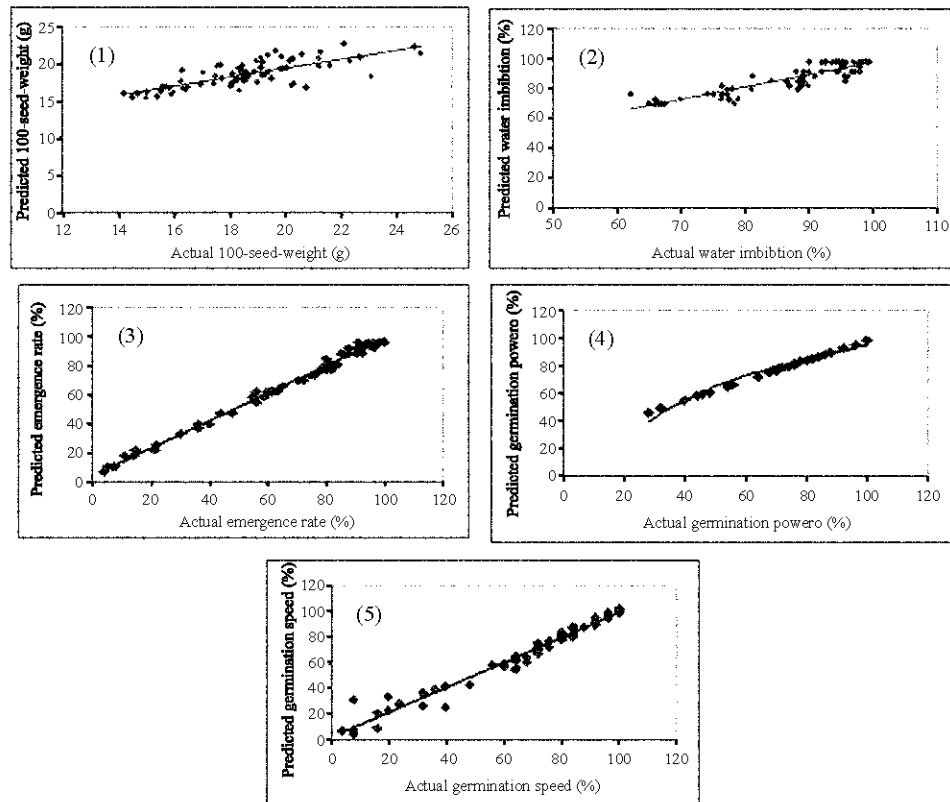 Predicted 100-seed-weight (g)
25
20
15
10
5
0
(1)
12 14 16 18 20 22 24 26
Actual 100-seed-weight (g)
Predicted water imbibtion (%)
120
100
80
60
40
20
0
(2)
50 60 70 80 90 100 110
Actual water imbibtion (%)
Predicted emergence rate (%)
120
100
80
60
40
20
0
(3)
0 20 40 60 80 100 120
Actual emergence rate (%)
Predicted germination powero (%)
120
100
80
60
40
20
0
(4)
0 20 40 60 80 100 120
Actual germination powero (%)
Predicted germination speed (%)
120
100
80
60
40
20
0
(5)
0 20 40 60 80 100 120
Actual germination speed (%)